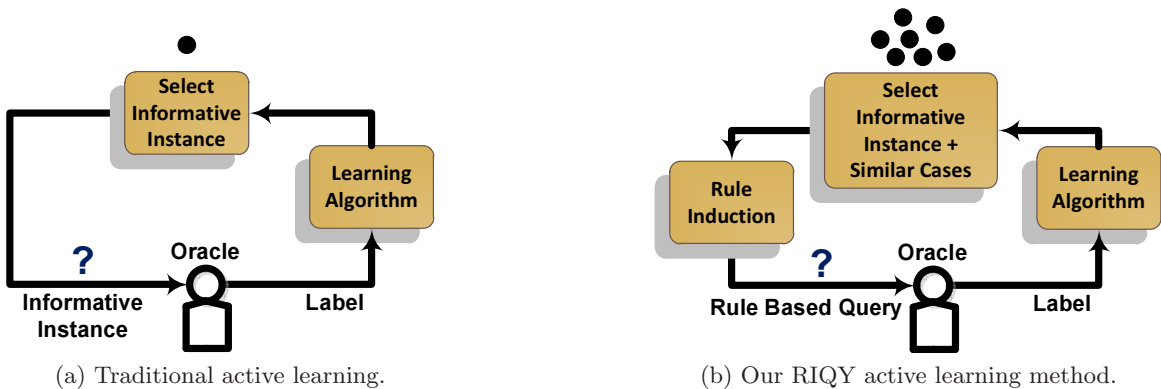 Select
Informative
Instance
Learning
Algorithm
?
Oracle
Informative
Instance
Label
(a) Traditional active learning.
Select
Informative
Instance +
Similar Cases
Rule
Induction
Learning
Algorithm
?
Oracle
Rule Based Query
Label
(b) Our RIQY active learning method.